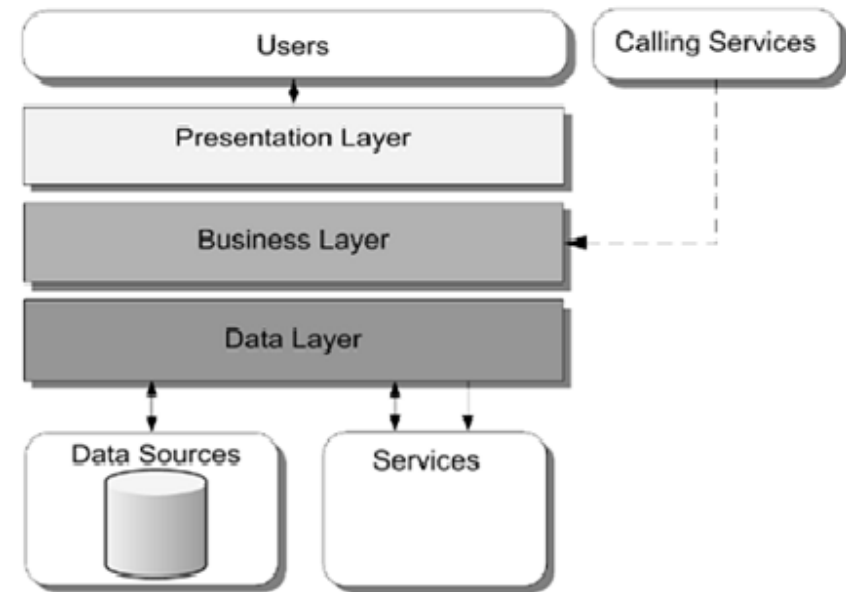 Users
Calling Services
Presentation Layer
Business Layer
Data Layer
Data Sources
Services